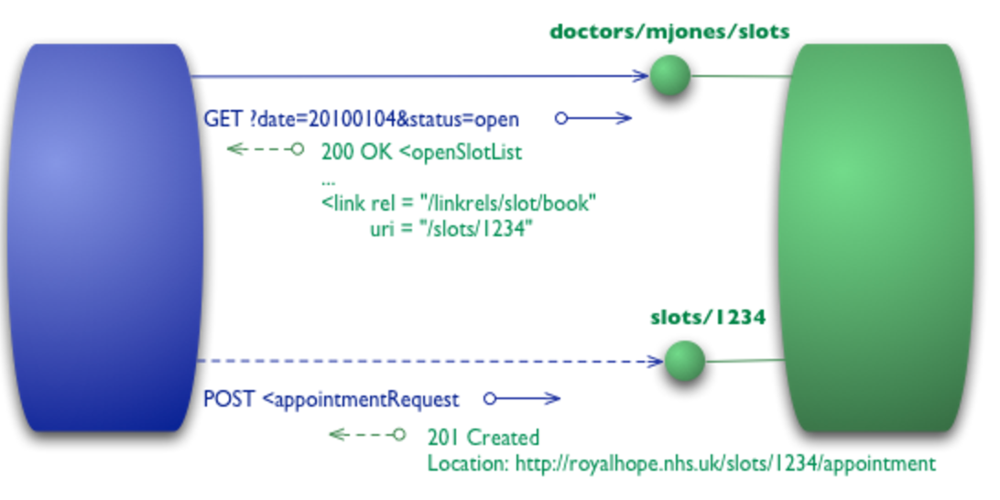 doctors/mjones/slots
GET ?date=20100104&status=open
200 OK <openSlotList
...
<link rel = "/linkrels/slot/book"
uri = "/slots/1234"
slots/1234
POST <appointmentRequest
201 Created
Location: http://royalhope.nhs.uk/slots/1234/appointment